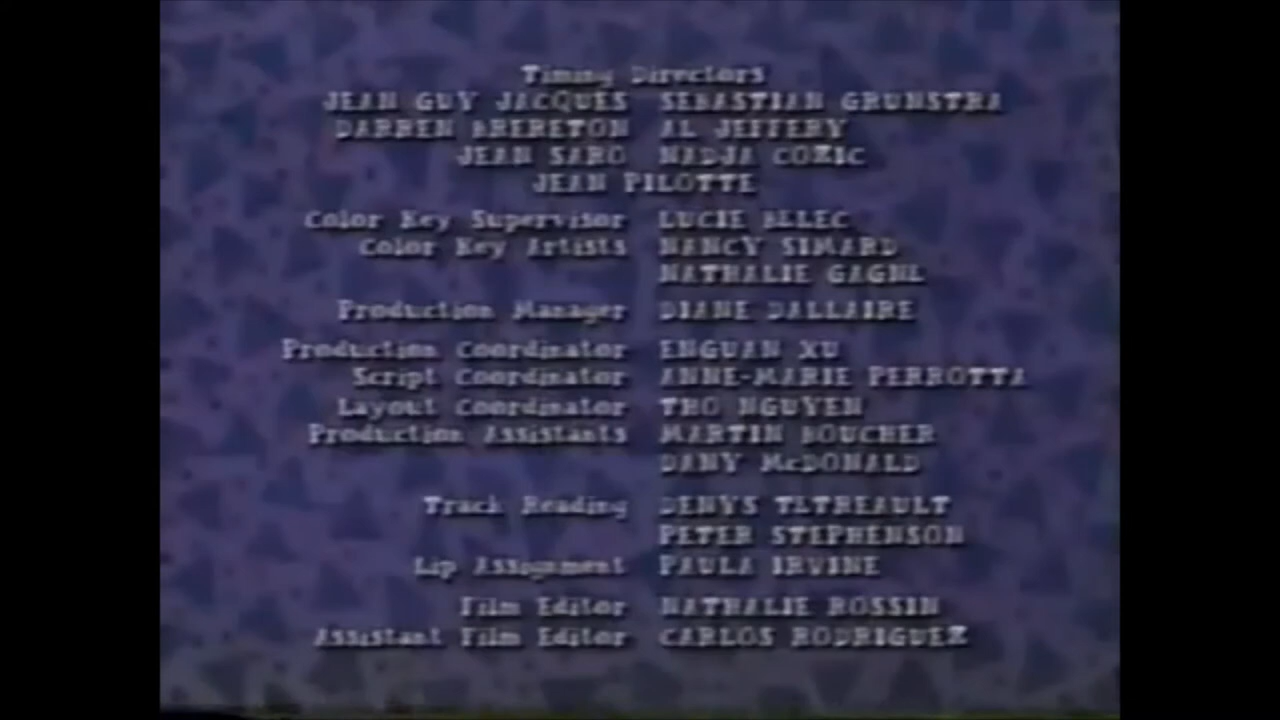 Timing Directors
JEAN GUY JACQUES SEBASTIAN GRUNSTRA
DARREN BRERETON AL JEFFERY
JEAN SARO NADJA COZIC
JEAN PILOTTE
Color Key Supervisor LUCIE BELEC
Color Key Artists NANCY SIMARD
NATHALIE GAGNE
Production Manager DIANE DALLAIRE
Production Coordinator ENGUAN XU
Script Coordinator ANNE-MARIE PERROTTA
Layout Coordinator THO NGUYEN
Production Assistants MARTIN BOUCHER
DANY McDONALD
Track Reading DENYS TETREAULT
PETER STEPHENSON
Lip Assignment PAULA IRVINE
Film Editor NATHALIE ROSSIN
Assistant Film Editor CARLOS RODRIGUEZ